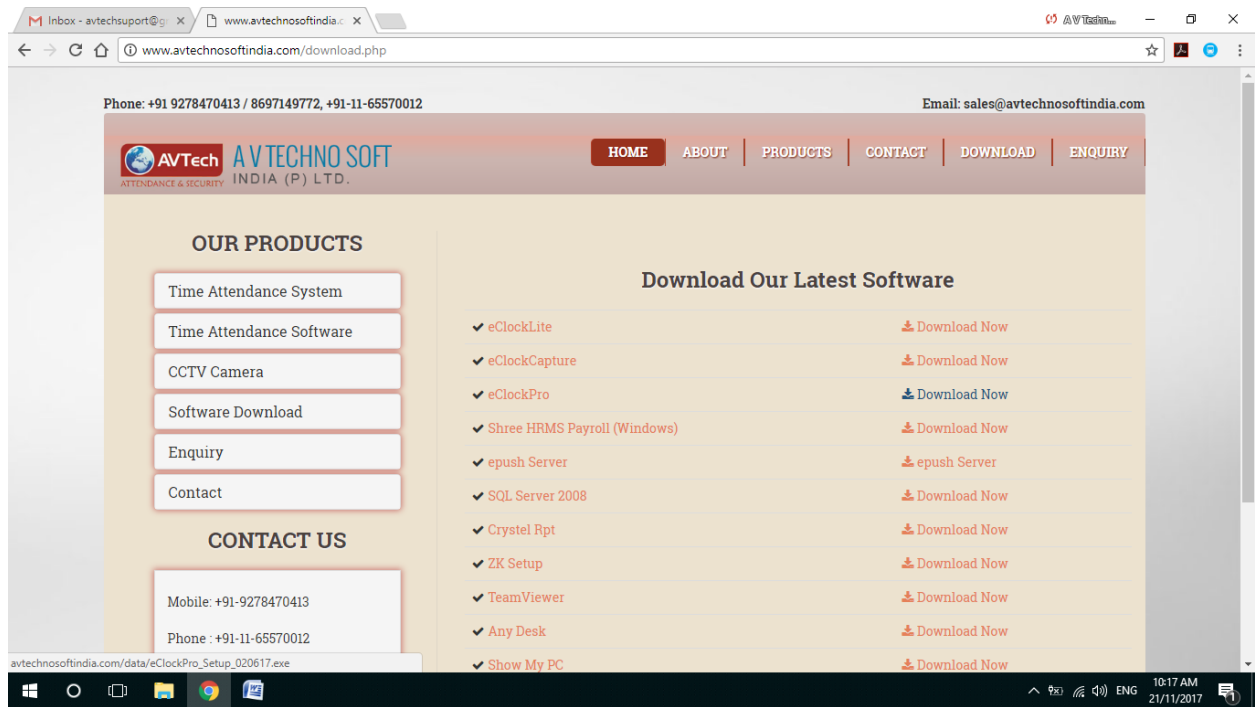 Inbox - avtechsuport@g
www.avtechnosoftindia.c
A V Techn...
www.avtechnosoftindia.com/download.php
Phone: +91 9278470413 / 8697149772, +91-11-65570012
Email: sales@avtechnosoftindia.com
AVTech A V TECHNO SOFT
ATTENDANCE & SECURITY INDIA (P) LTD.
HOME ABOUT PRODUCTS CONTACT DOWNLOAD ENQUIRY
OUR PRODUCTS
Time Attendance System
Time Attendance Software
CCTV Camera
Software Download
Enquiry
Contact
CONTACT US
Mobile: +91-9278470413
Phone : +91-11-65570012
Download Our Latest Software
eClockLite Download Now
eClockCapture Download Now
eClockPro Download Now
Shree HRMS Payroll (Windows) Download Now
epush Server epush Server
SQL Server 2008 Download Now
Crystel Rpt Download Now
ZK Setup Download Now
TeamViewer Download Now
Any Desk Download Now
Show My PC Download Now
avtechnosoftindia.com/data/eClockPro_Setup_020617.exe
ENG
10:17 AM
21/11/2017
1